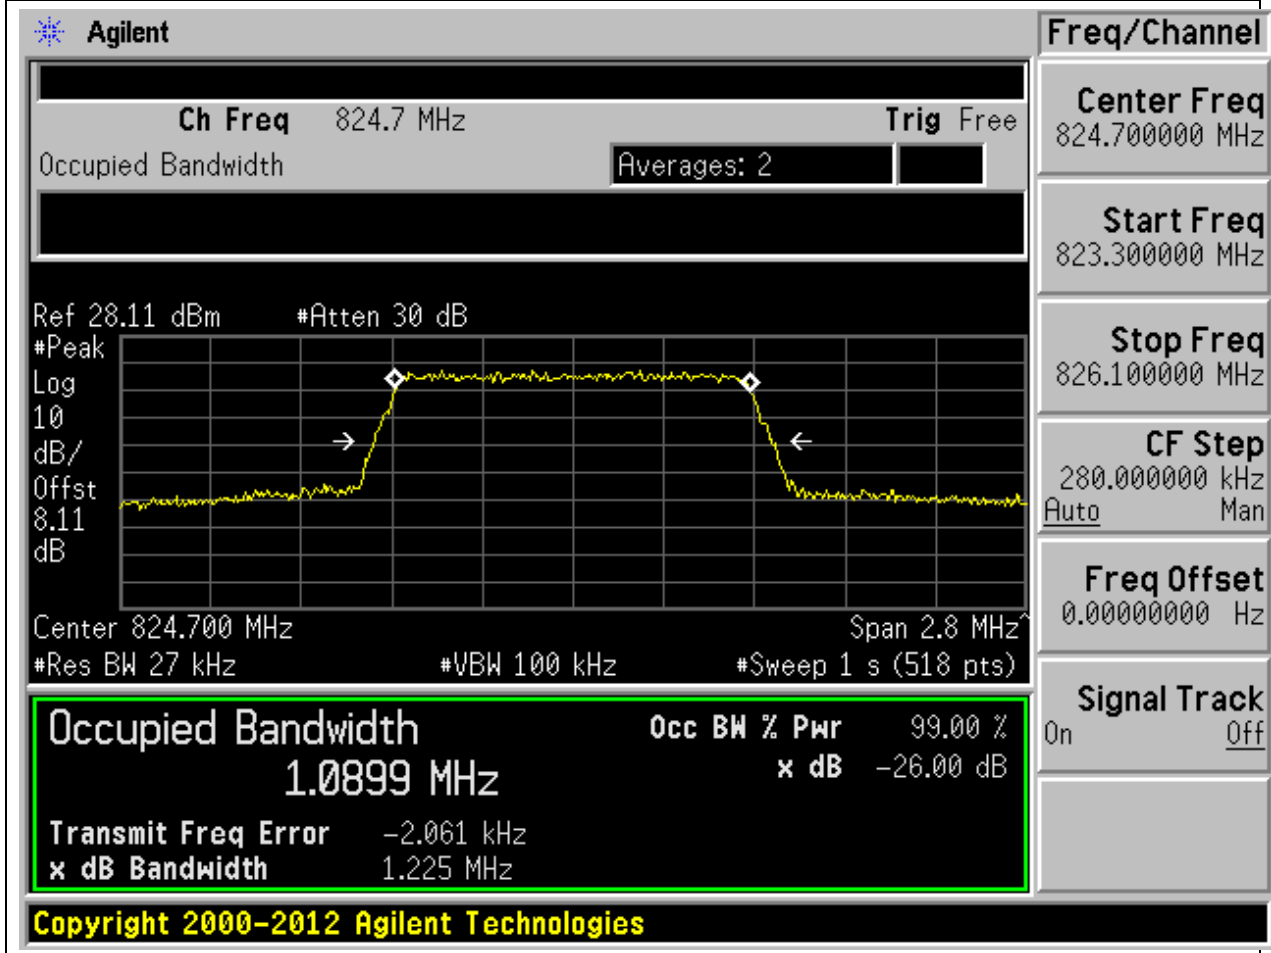 Agilent
Freq/Channel
Ch Freq 824.7 MHz Trig Free
Occupied Bandwidth Averages: 2
Center Freq
824.700000 MHz
Start Freq
823.300000 MHz
Stop Freq
826.100000 MHz
CF Step
280.000000 kHz
Auto Man
Freq Offset
0.00000000 Hz
Signal Track
On Off
Ref 28.11 dBm #Atten 30 dB
#Peak
Log
10
dB/
Offst
8.11
dB
Center 824.700 MHz Span 2.8 MHz^
#Res BW 27 kHz #VBW 100 kHz #Sweep 1 s (518 pts)
Occupied Bandwidth
1.0899 MHz
Occ BW % Pwr 99.00 %
x dB -26.00 dB
Transmit Freq Error -2.061 kHz
x dB Bandwidth 1.225 MHz
Copyright 2000-2012 Agilent Technologies